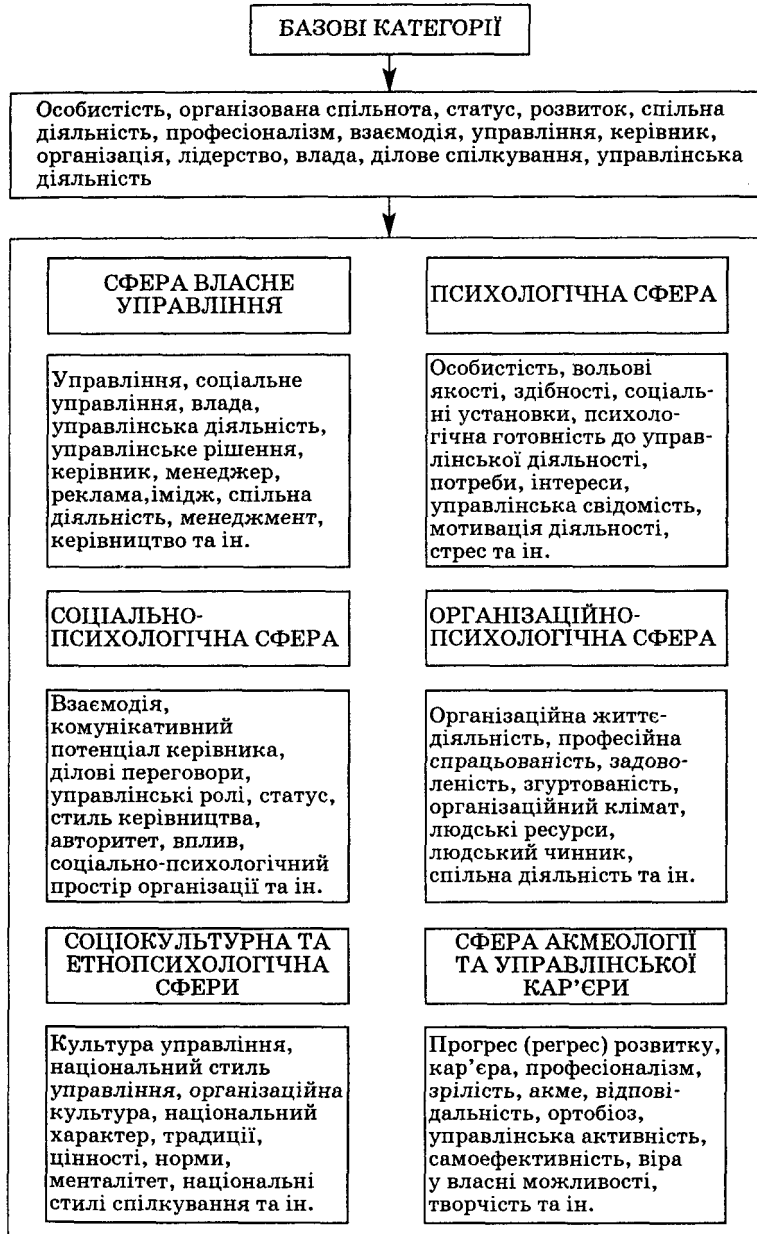 БАЗОВІ КАТЕГОРІЇ
Особистість, організована спільнота, статус, розвиток, спільна
діяльність, професіоналізм, взаємодія, управління, керівник,
організація, лідерство, влада, ділове спілкування, управлінська
діяльність
СФЕРА ВЛАСНЕ
УПРАВЛІННЯ
Управління, соціальне
управління, влада,
управлінська діяльність,
управлінське рішення,
керівник, менеджер,
реклама,імідж, спільна
діяльність, менеджмент,
керівництво та ін.
ПСИХОЛОГІЧНА СФЕРА
Особистість, вольові
якості, здібності, соціаль-
ні установки, психоло-
гічна готовність до управ-
лінської діяльності,
потреби, інтереси,
управлінська свідомість,
мотивація діяльності,
стрес та ін.
СОЦІАЛЬНО-
ПСИХОЛОГІЧНА СФЕРА
Взаємодія,
комунікативний
потенціал керівника,
ділові переговори,
управлінські ролі, статус,
стиль керівництва,
авторитет, вплив,
соціально-психологічний
простір організації та ін.
ОРГАНІЗАЦІЙНО-
ПСИХОЛОГІЧНА СФЕРА
Організаційна життє-
діяльність, професійна
спрацьованість, задово-
леність, згуртованість,
організаційний клімат,
людські ресурси,
людський чинник,
спільна діяльність та ін.
СОЦІОКУЛЬТУРНА ТА
ЕТНОПСИХОЛОГІЧНА
СФЕРИ
Культура управління,
національний стиль
управління, організаційна
культура, національний
характер, традиції,
цінності, норми,
менталітет, національні
стилі спілкування та ін.
СФЕРА АКМЕОЛОГІЇ
ТА УПРАВЛІНСЬКОЇ
КАР’ЄРИ
Прогрес (регрес) розвитку,
кар’єра, професіоналізм,
зрілість, акме, відпові-
дальність, ортобіоз,
управлінська активність,
самоефективність, віра
у власні можливості,
творчість та ін.